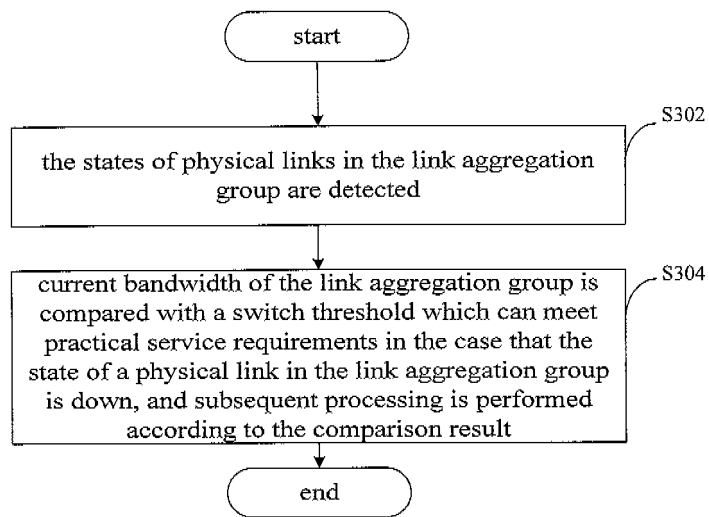 start
S302
the states of physical links in the link aggregation
group are detected
S304
current bandwidth of the link aggregation group is
compared with a switch threshold which can meet
practical service requirements in the case that the
state of a physical link in the link aggregation group
is down, and subsequent processing is performed
according to the comparison result
end